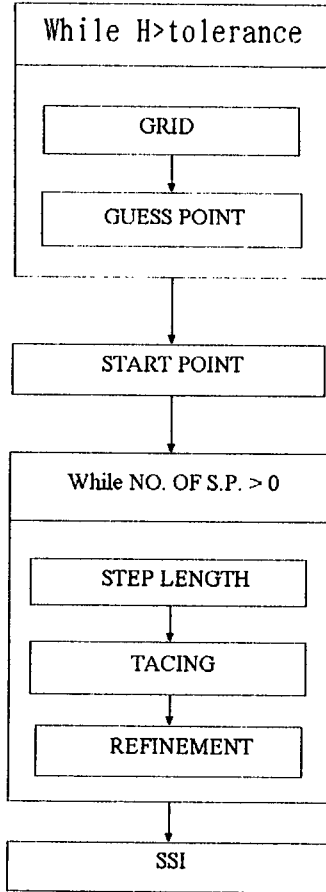 While H>tolerance
GRID
GUESS POINT
START POINT
While NO. OF S.P. > 0
STEP LENGTH
TACING
REFINEMENT
SSI